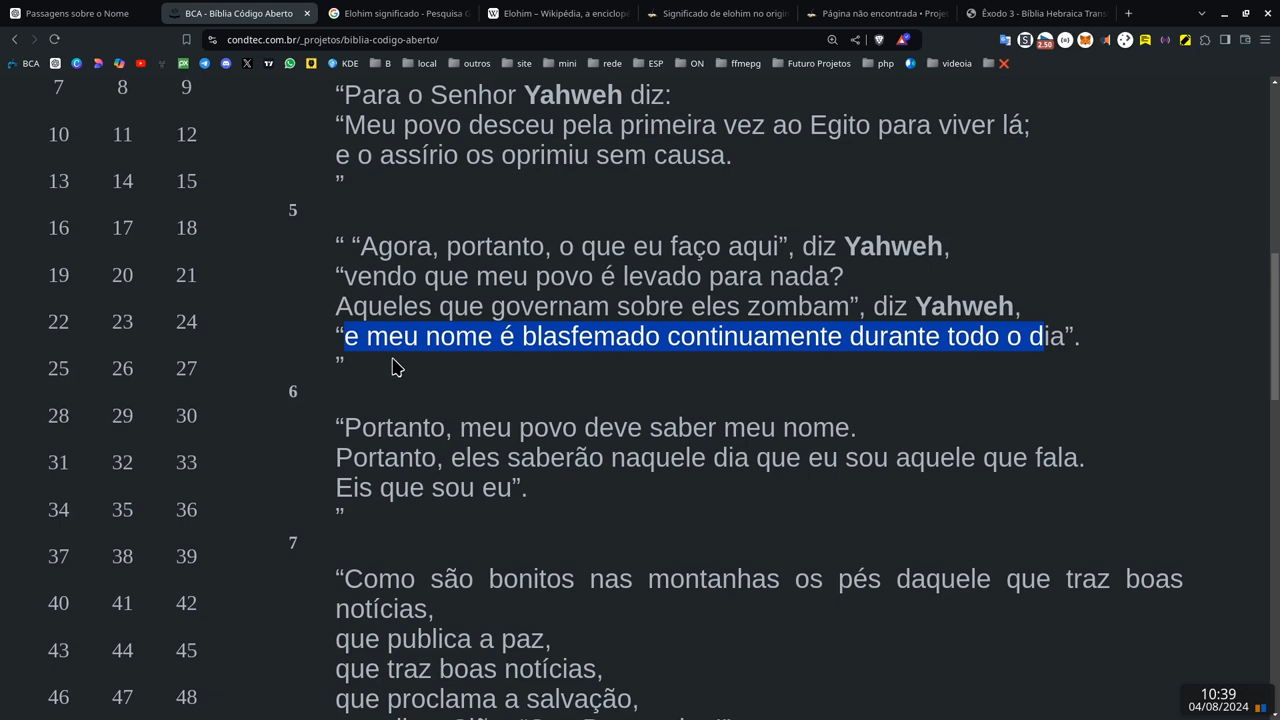 Passagens sobre o Nome
BCA - Bíblia Código Aberto
Elohim significado - Pesquisa G
Elohim – Wikipédia, a encicloped
Significado de elohim no origin
Página não encontrada • Proje
Êxodo 3 - Bíblia Hebraica Trans
condtec.com.br/_projetos/biblia-codigo-aberto/
2.50
BCA
KDE
B
local
outros
site
mini
rede
ESP
ON
ffmepg
Futuro Projetos
php
videoia
7 8 9
10 11 12
13 14 15
16 17 18
19 20 21
22 23 24
25 26 27
28 29 30
31 32 33
34 35 36
37 38 39
40 41 42
43 44 45
46 47 48
“Para o Senhor Yahweh diz:
“Meu povo desceu pela primeira vez ao Egito para viver lá;
e o assírio os oprimiu sem causa.
”
5
“ “Agora, portanto, o que eu faço aqui”, diz Yahweh,
“vendo que meu povo é levado para nada?
Aqueles que governam sobre eles zombam”, diz Yahweh,
“e meu nome é blasfemado continuamente durante todo o dia”.
”
6
“Portanto, meu povo deve saber meu nome.
Portanto, eles saberão naquele dia que eu sou aquele que fala.
Eis que sou eu”.
”
7
“Como são bonitos nas montanhas os pés daquele que traz boas
notícias,
que publica a paz,
que traz boas notícias,
que proclama a salvação,
10:39
04/08/2024